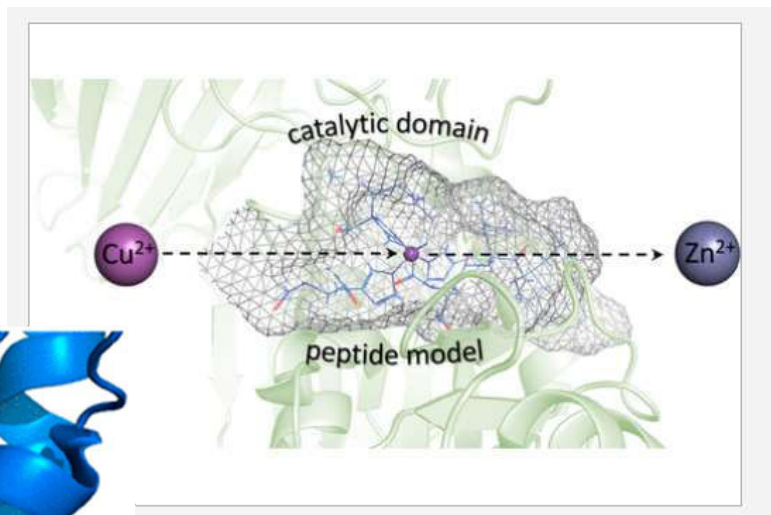 catalytic domain
Cu²⁺
Zn²⁺
peptide model